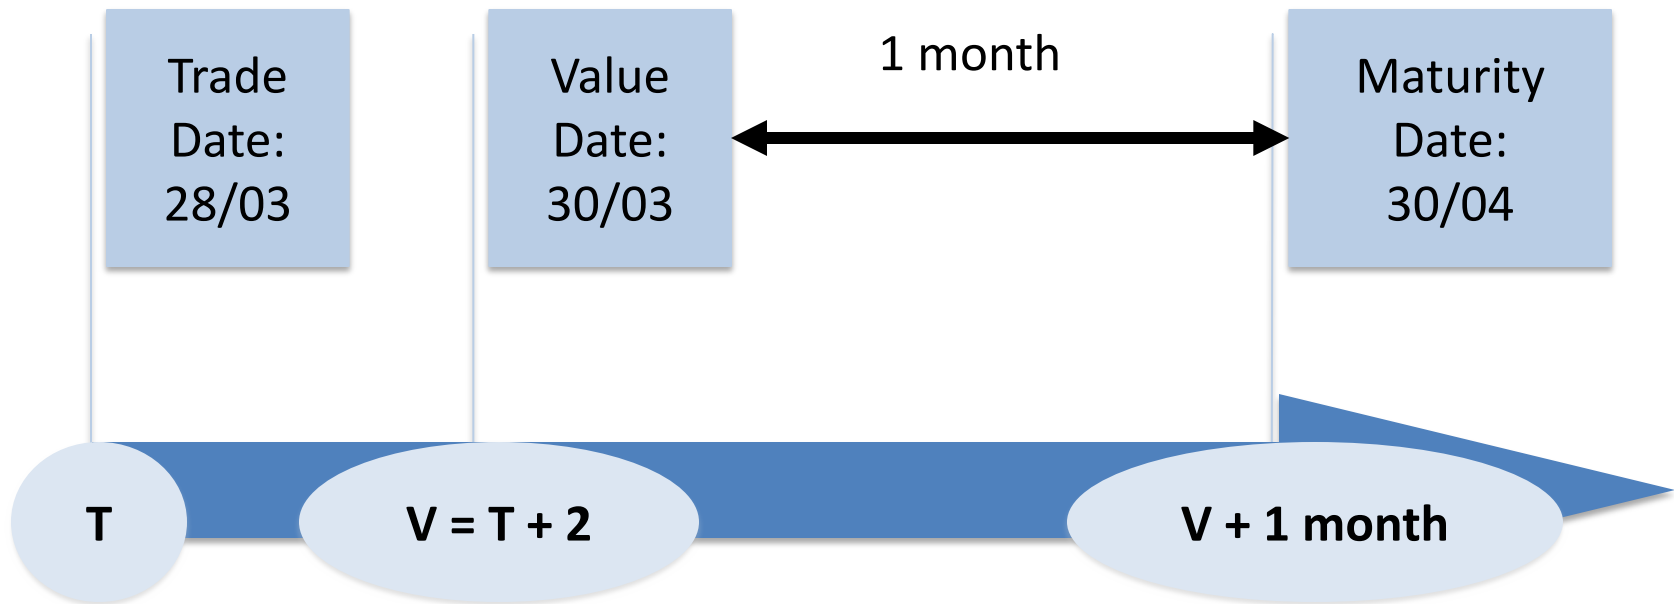 Trade
Date:
28/03
Value
Date:
30/03
1 month
Maturity
Date:
30/04
T
V = T + 2
V + 1 month